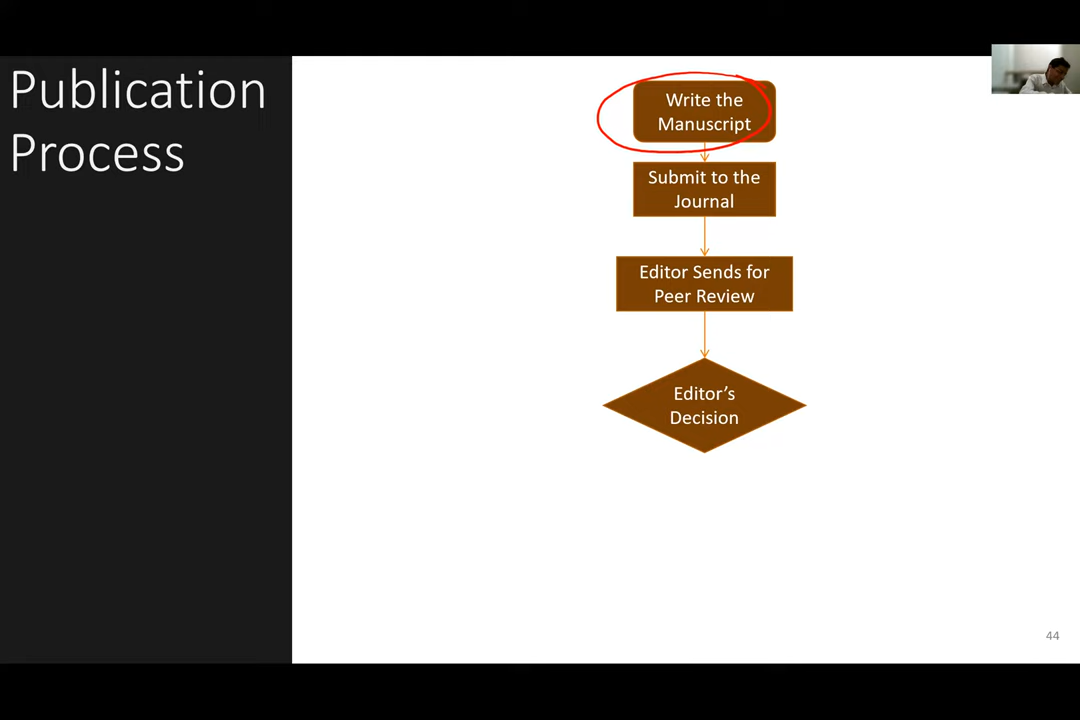 Publication
Process
Write the
Manuscript
Submit to the
Journal
Editor Sends for
Peer Review
Editor’s
Decision
44